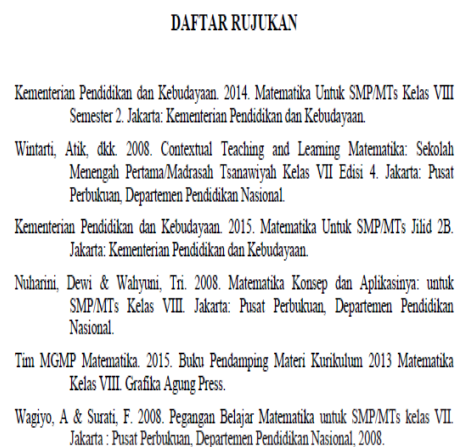 DAFTAR RUJUKAN
Kementerian Pendidikan dan Kebudayaan. 2014. Matematika Untuk SMP/MTs Kelas VIII
Semester 2. Jakarta: Kementerian Pendidikan dan Kebudayaan.
Wintarti, Atik, dkk. 2008. Contextual Teaching and Learning Matematika: Sekolah
Menengah Pertama/Madrasah Tsanawiyah Kelas VII Edisi 4. Jakarta: Pusat
Perbukuan, Departemen Pendidikan Nasional.
Kementerian Pendidikan dan Kebudayaan. 2015. Matematika Untuk SMP/MTs Jilid 2B.
Jakarta: Kementerian Pendidikan dan Kebudayaan.
Nuharini, Dewi & Wahyuni, Tri. 2008. Matematika Konsep dan Aplikasinya: untuk
SMP/MTs Kelas VIII. Jakarta: Pusat Perbukuan, Departemen Pendidikan
Nasional.
Tim MGMP Matematika. 2015. Buku Pendamping Materi Kurikulum 2013 Matematika
Kelas VIII. Grafika Agung Press.
Wagiyo, A & Surati, F. 2008. Pegangan Belajar Matematika untuk SMP/MTs kelas VII.
Jakarta : Pusat Perbukuan, Departemen Pendidikan Nasional, 2008.